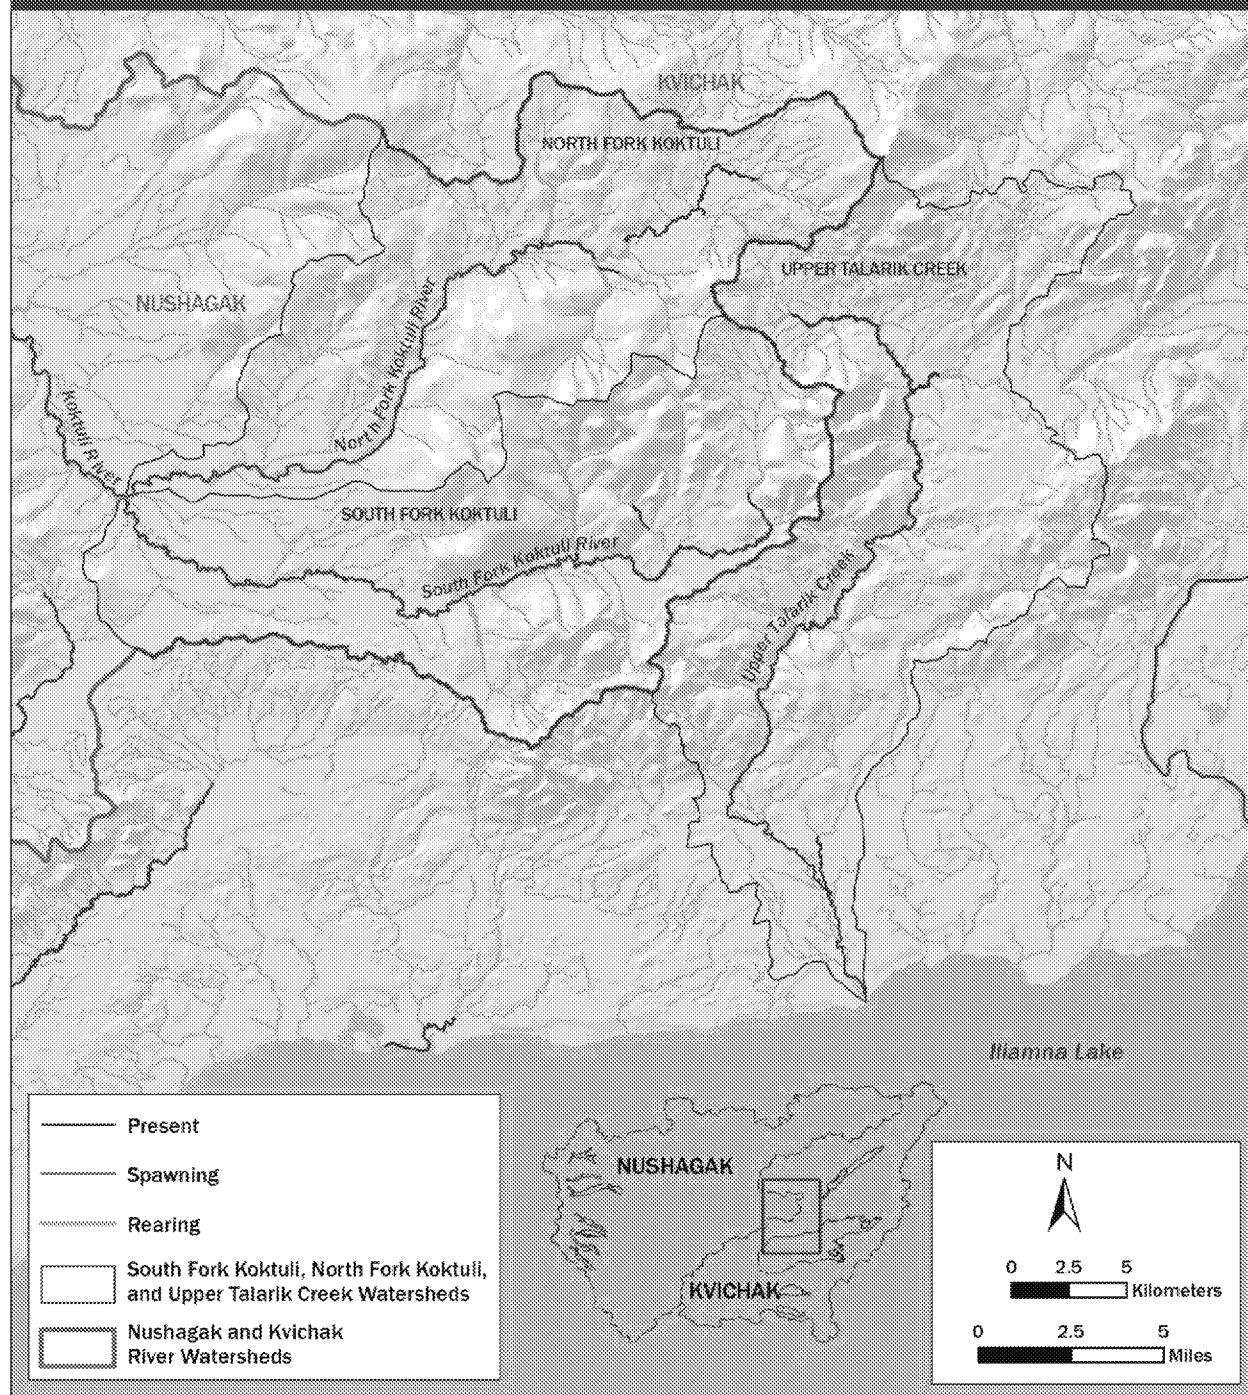 KVICHAK
NORTH FORK KOKTULI
UPPER TALARIK CREEK
NUSHAGAK
North Fork Koktuli River
Koktuli River
SOUTH FORK KOKTULI
South Fork Koktuli River
Upper Talarik Creek
Iliamna Lake
Present
Spawning
Rearing
South Fork Koktuli, North Fork Koktuli,
and Upper Talarik Creek Watersheds
Nushagak and Kvichak
River Watersheds
NUSHAGAK
KVICHAK
N
0 2.5 5
Kilometers
0 2.5 5
Miles